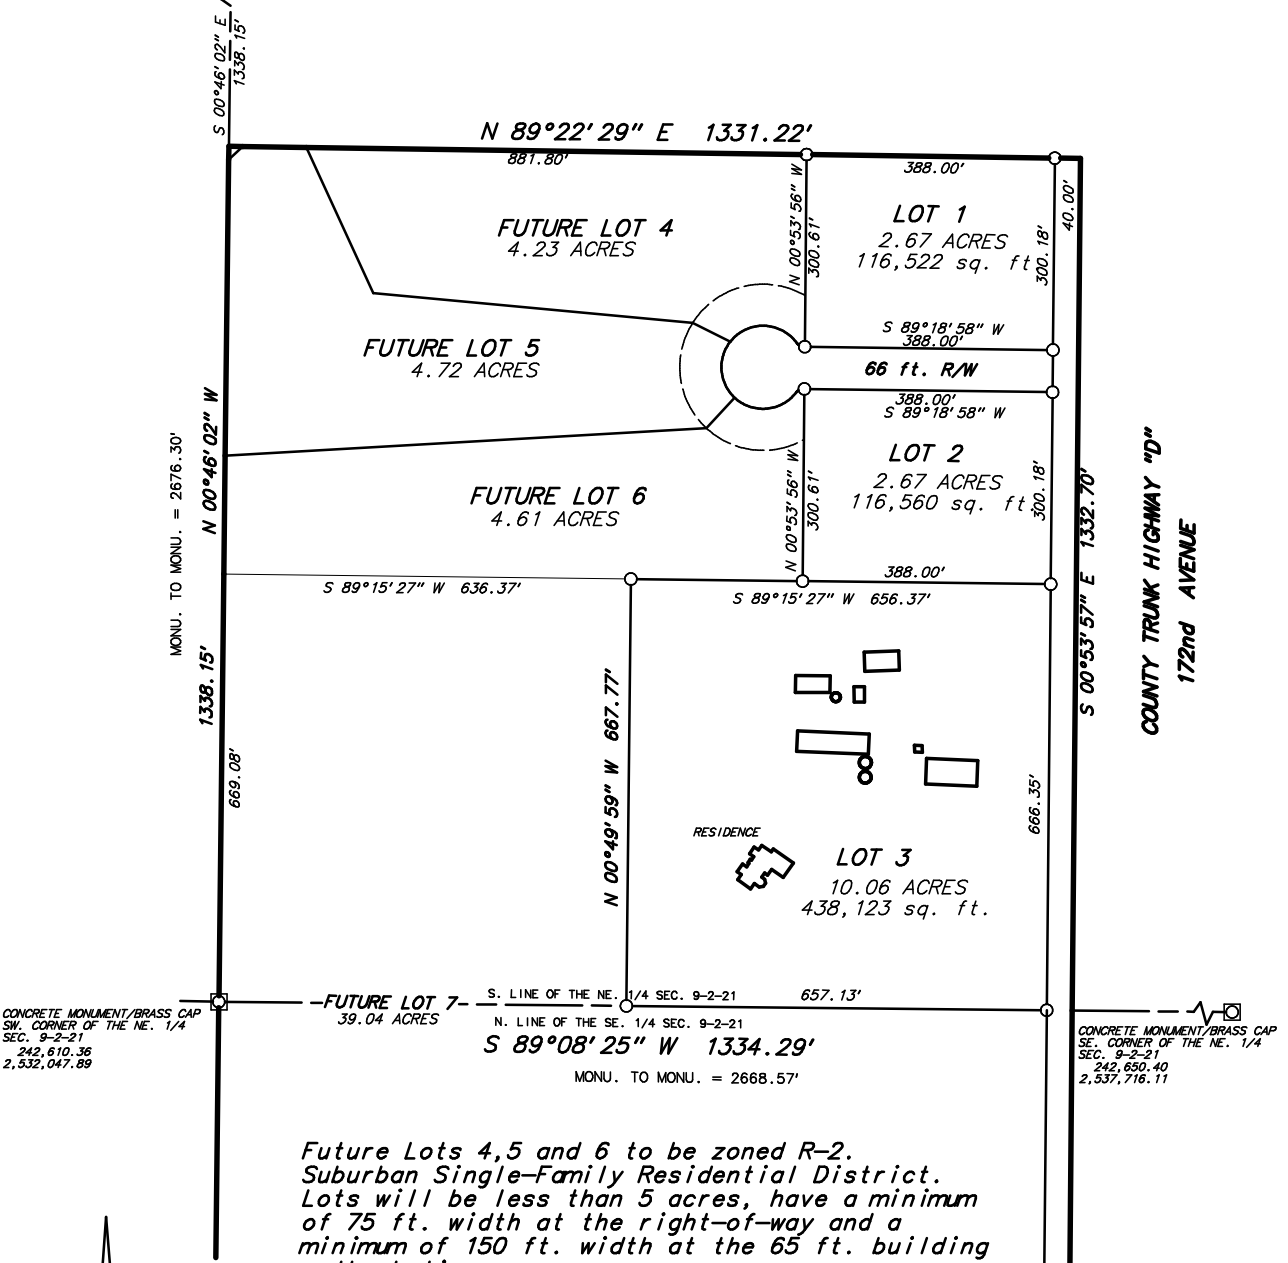 S 00°46'02" E
1338.15'
N 89°22'29" E 1331.22'
881.80'
388.00'
40.00'
FUTURE LOT 4
4.23 ACRES
N 00°53'56" W
300.61'
LOT 1
2.67 ACRES
116,522 sq. ft
300.18'
S 89°18'58" W
388.00'
66 ft. R/W
388.00'
S 89°18'58" W
FUTURE LOT 5
4.72 ACRES
N 00°46'02" W
MONU. TO MONU. = 2676.30'
LOT 2
2.67 ACRES
116,560 sq. ft
N 00°53'56" W
300.61'
300.18'
1332.70'
COUNTY TRUNK HIGHWAY "D"
172nd AVENUE
FUTURE LOT 6
4.61 ACRES
S 89°15'27" W 636.37'
388.00'
S 89°15'27" W 656.37'
S 00°53'57" E
1338.15'
669.08'
N 00°49'59" W 667.77'
666.35'
RESIDENCE
LOT 3
10.06 ACRES
438,123 sq. ft.
FUTURE LOT 7
39.04 ACRES
S. LINE OF THE NE. 1/4 SEC. 9-2-21
657.13'
N. LINE OF THE SE. 1/4 SEC. 9-2-21
S 89°08'25" W 1334.29'
MONU. TO MONU. = 2668.57'
CONCRETE MONUMENT/BRASS CAP
SW. CORNER OF THE NE. 1/4
SEC. 9-2-21
242,610.36
2,532,047.89
CONCRETE MONUMENT/BRASS CAP
SE. CORNER OF THE NE. 1/4
SEC. 9-2-21
242,650.40
2,537,716.11
Future Lots 4,5 and 6 to be zoned R-2.
Suburban Single-Family Residential District.
Lots will be less than 5 acres, have a minimum
of 75 ft. width at the right-of-way and a
minimum of 150 ft. width at the 65 ft. building